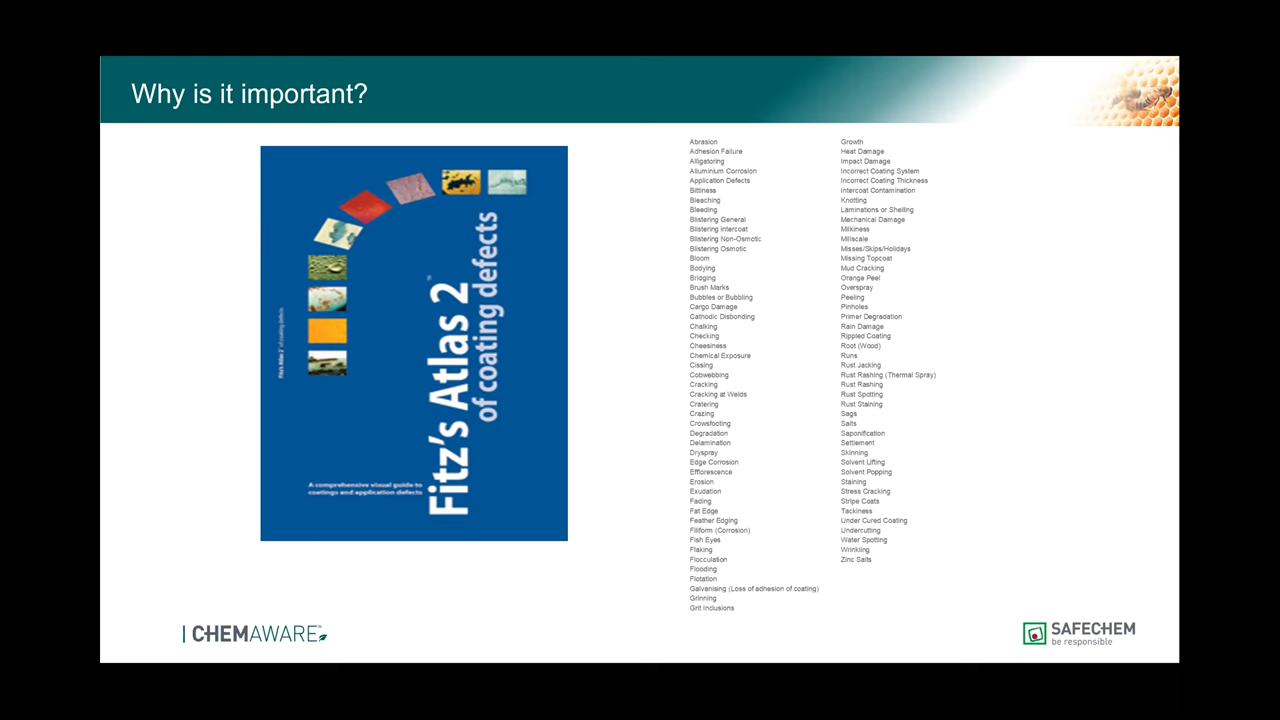 Why is it important?
Fitz's Atlas 2™
of coating defects
Fitz's Atlas 2™ of coating defects
A comprehensive visual guide to
coatings and application defects
Abrasion
Adhesion Failure
Alligatoring
Alluminium Corrosion
Application Defects
Bittiness
Bleaching
Bleeding
Blistering General
Blistering intercoat
Blistering Non-Osmotic
Blistering Osmotic
Bloom
Bodying
Bridging
Brush Marks
Bubbles or Bubbling
Cargo Damage
Cathodic Disbonding
Chalking
Checking
Cheesiness
Chemical Exposure
Cissing
Cobwebbing
Cracking
Cracking at Welds
Cratering
Crazing
Crowsfooting
Degradation
Delamination
Dryspray
Edge Corrosion
Efflorescence
Erosion
Exudation
Fading
Fat Edge
Feather Edging
Filiform (Corrosion)
Fish Eyes
Flaking
Flocculation
Flooding
Flotation
Galvanising (Loss of adhesion of coating)
Grinning
Grit Inclusions
Growth
Heat Damage
Impact Damage
Incorrect Coating System
Incorrect Coating Thickness
Intercoat Contamination
Knotting
Laminations or Shelling
Mechanical Damage
Milkiness
Millscale
Misses/Skips/Holidays
Missing Topcoat
Mud Cracking
Orange Peel
Overspray
Peeling
Pinholes
Primer Degradation
Rain Damage
Rippled Coating
Root (Wood)
Runs
Rust Jacking
Rust Rashing (Thermal Spray)
Rust Rashing
Rust Spotting
Rust Staining
Sags
Salts
Saponification
Settlement
Skinning
Solvent Lifting
Solvent Popping
Staining
Stress Cracking
Stripe Coats
Tackiness
Under Cured Coating
Undercutting
Water Spotting
Wrinkling
Zinc Salts
CHEMAWARE™
SAFECHEM
be responsible